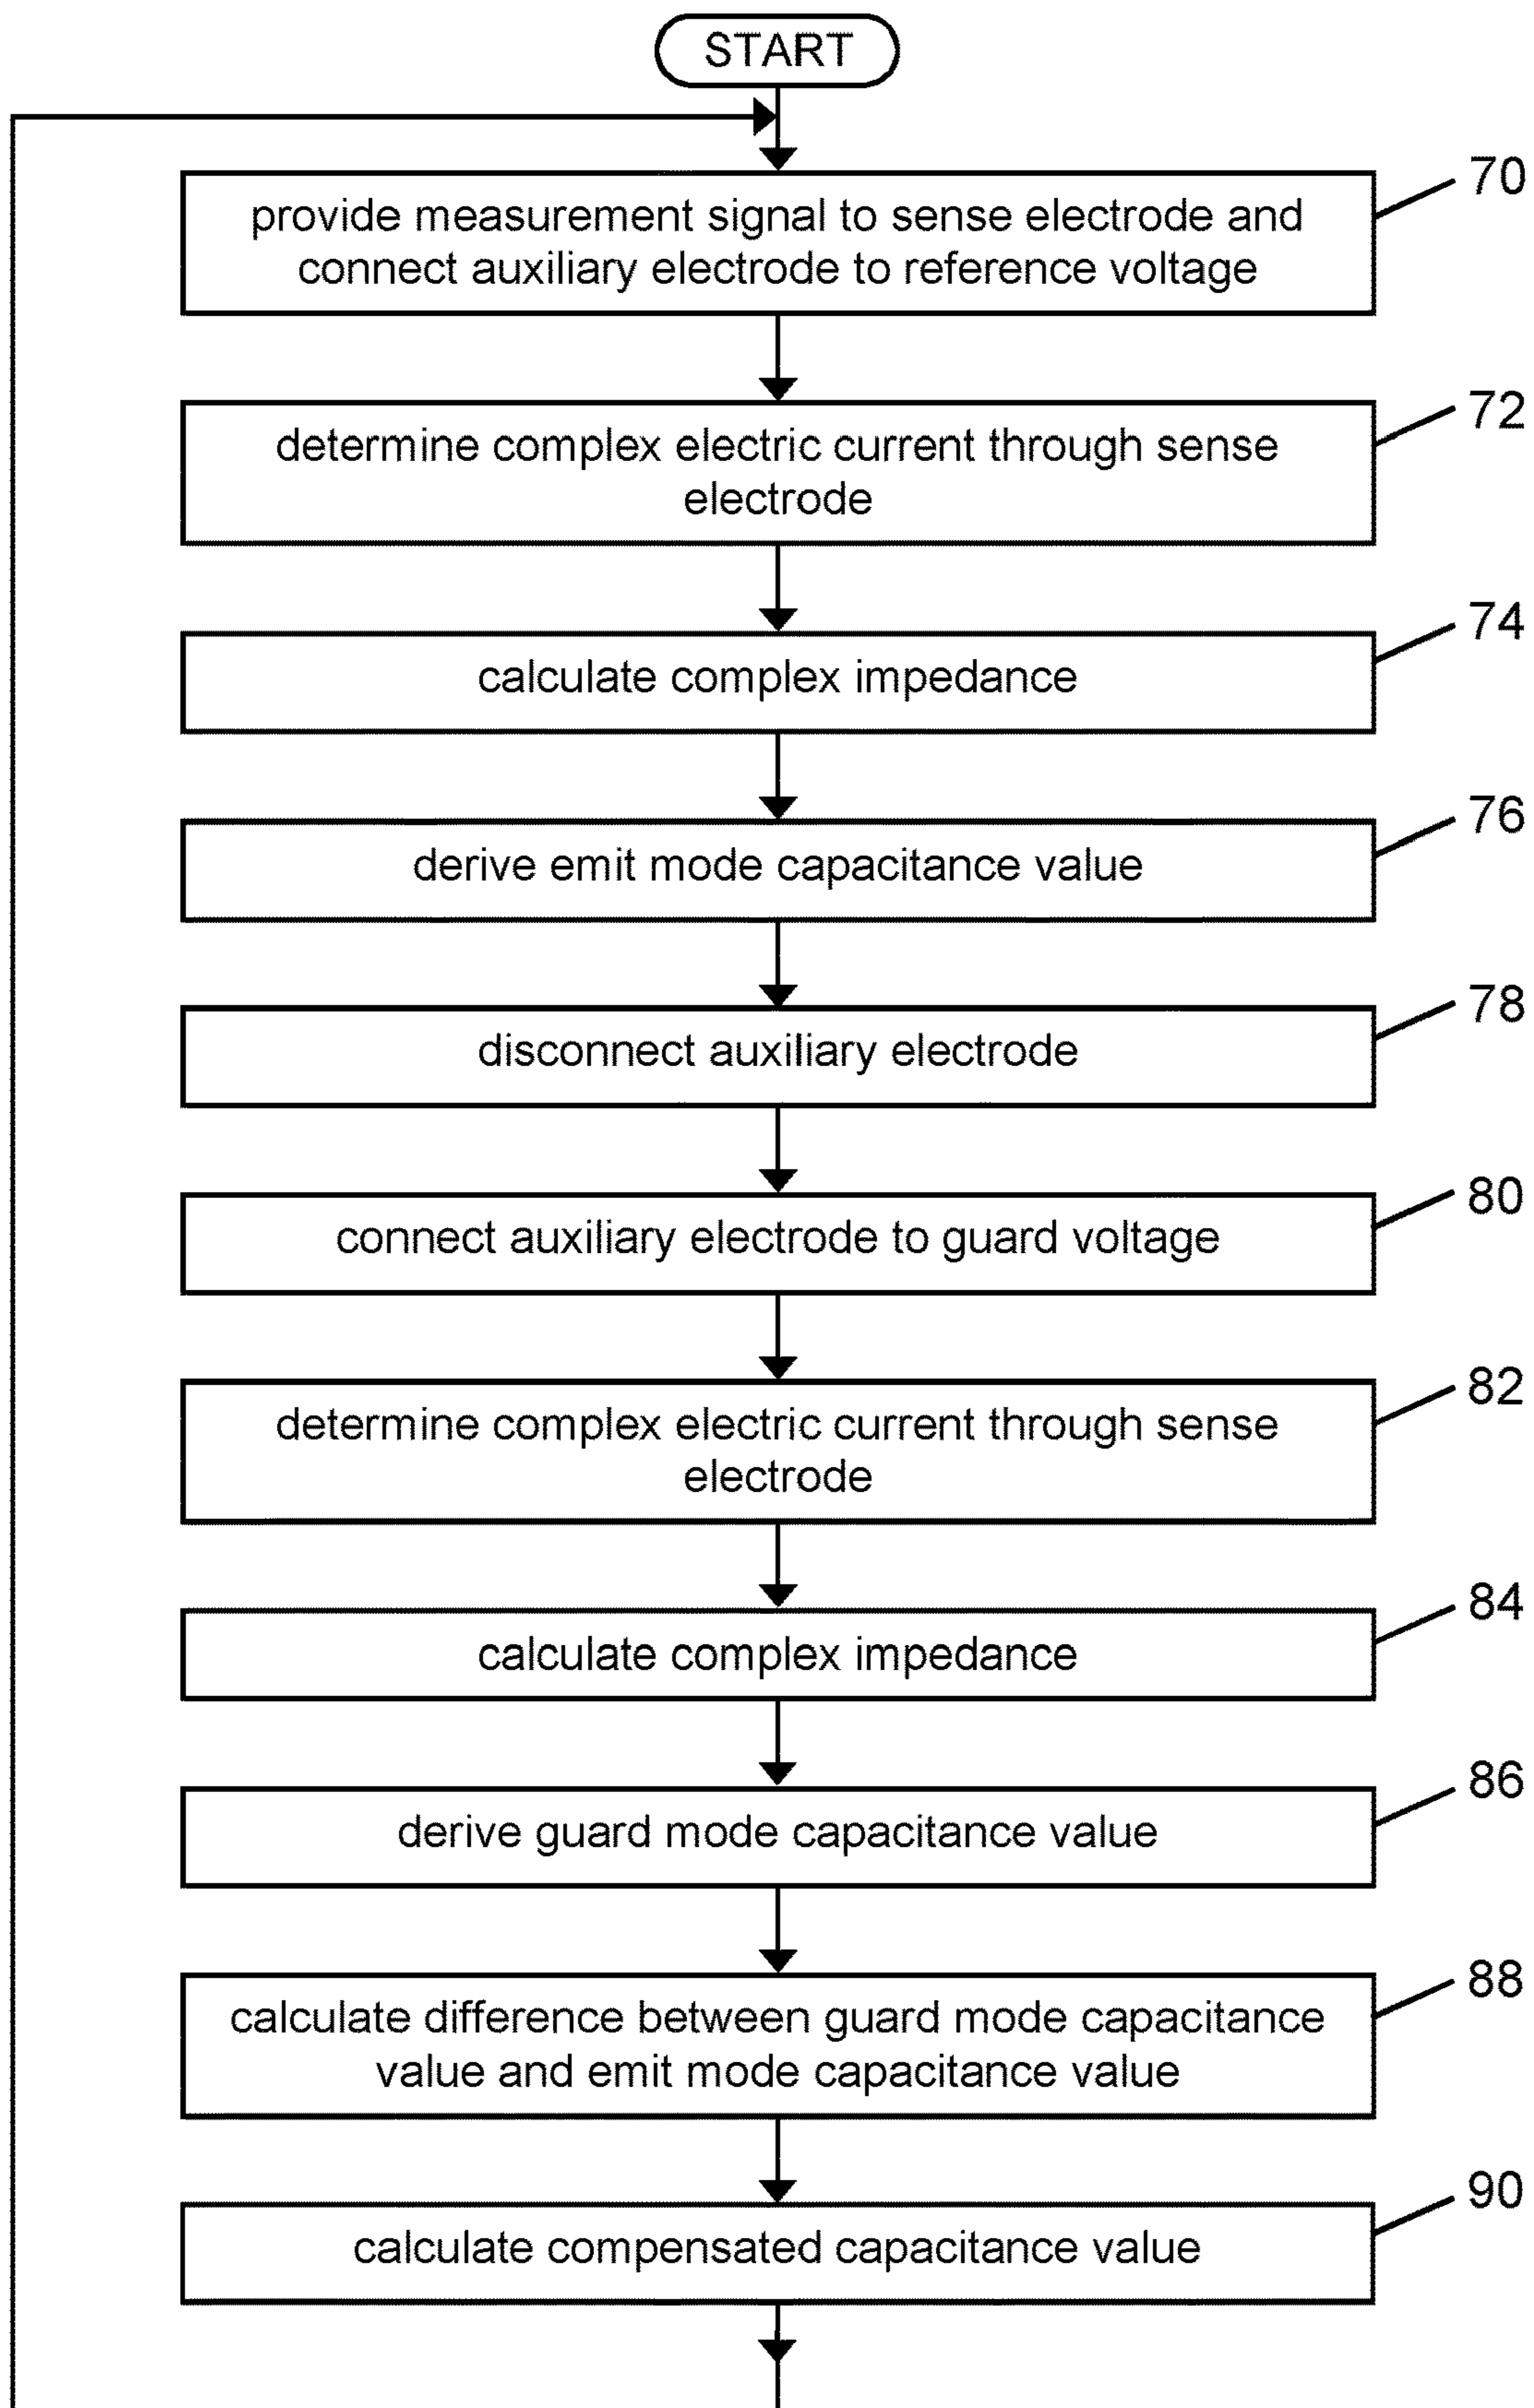 START
70
provide measurement signal to sense electrode and
connect auxiliary electrode to reference voltage
72
determine complex electric current through sense
electrode
74
calculate complex impedance
76
derive emit mode capacitance value
78
disconnect auxiliary electrode
80
connect auxiliary electrode to guard voltage
82
determine complex electric current through sense
electrode
84
calculate complex impedance
86
derive guard mode capacitance value
88
calculate difference between guard mode capacitance
value and emit mode capacitance value
90
calculate compensated capacitance value